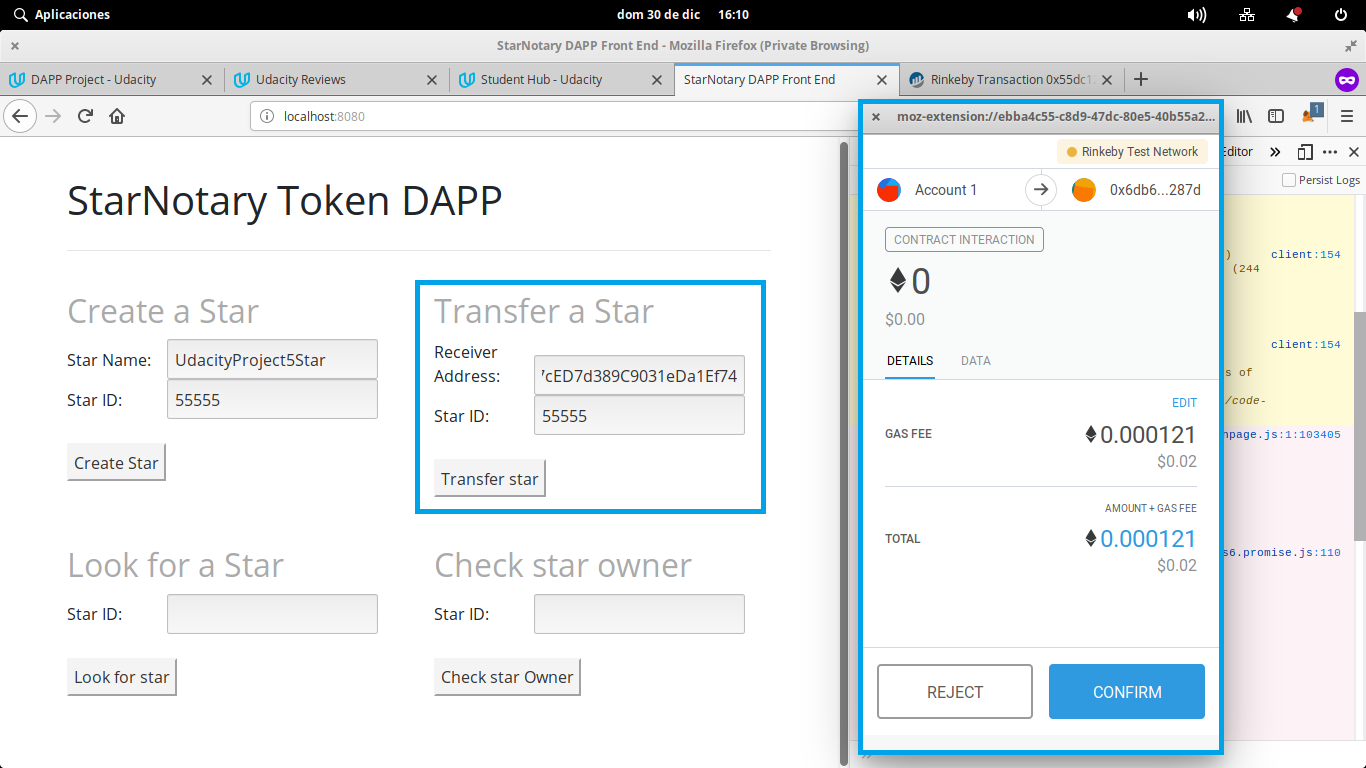 Aplicaciones
dom 30 de dic 16:10
StarNotary DAPP Front End - Mozilla Firefox (Private Browsing)
DAPP Project - Udacity
Udacity Reviews
Student Hub - Udacity
StarNotary DAPP Front End
Rinkeby Transaction 0x55dc1
localhost:8080
1
StarNotary Token DAPP
Create a Star
Star Name: UdacityProject5Star
Star ID: 55555
Create Star
Transfer a Star
Receiver
Address: cED7d389C9031eDa1Ef74
Star ID: 55555
Transfer star
Look for a Star
Star ID:
Look for star
Check star owner
Star ID:
Check star Owner
moz-extension://ebba4c55-c8d9-47dc-80e5-40b55a2...
Rinkeby Test Network
Account 1
0x6db6...287d
CONTRACT INTERACTION
0
$0.00
DETAILS DATA
EDIT
GAS FEE 0.000121
$0.02
AMOUNT + GAS FEE
TOTAL 0.000121
$0.02
REJECT CONFIRM
Editor
Persist Logs
) client:154
(244
client:154
s of
/code-
npage.js:1:103405
s6.promise.js:110